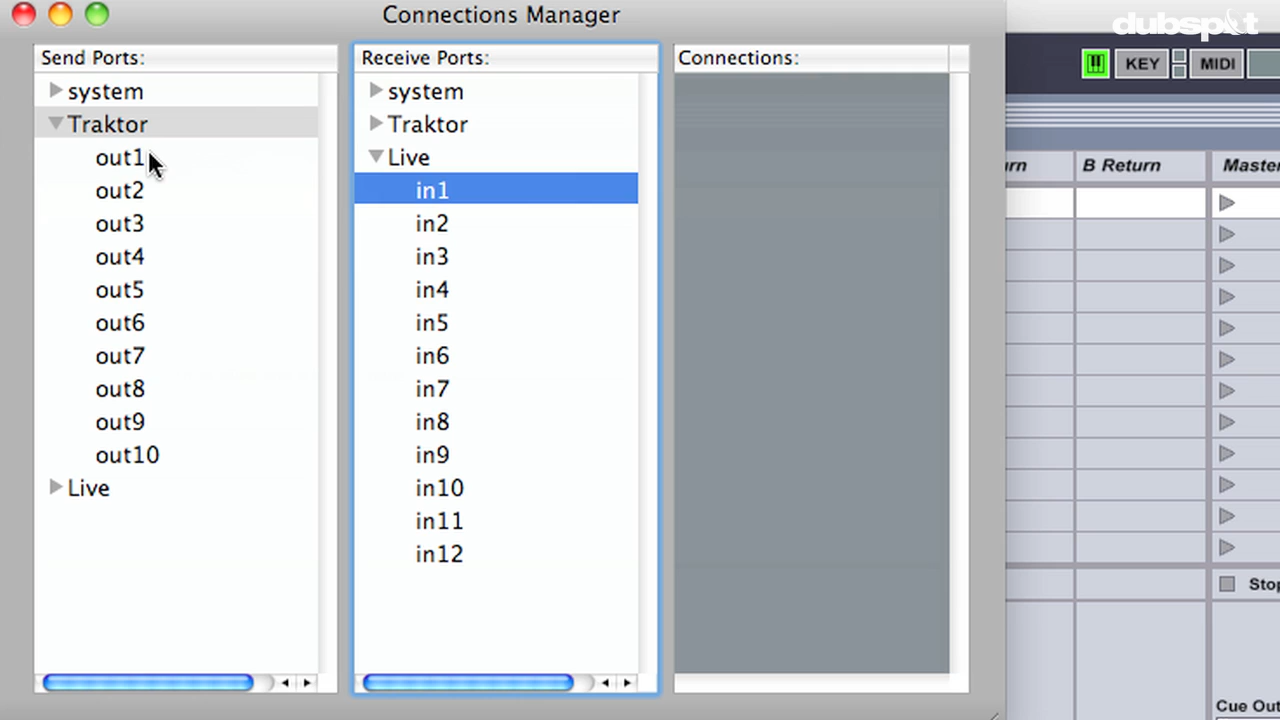 Connections Manager
dubspot
Send Ports:
system
Traktor
out1
out2
out3
out4
out5
out6
out7
out8
out9
out10
Live
Receive Ports:
system
Traktor
Live
in1
in2
in3
in4
in5
in6
in7
in8
in9
in10
in11
in12
Connections:
KEY
MIDI
urn
B Return
Master
Stop
Cue Out